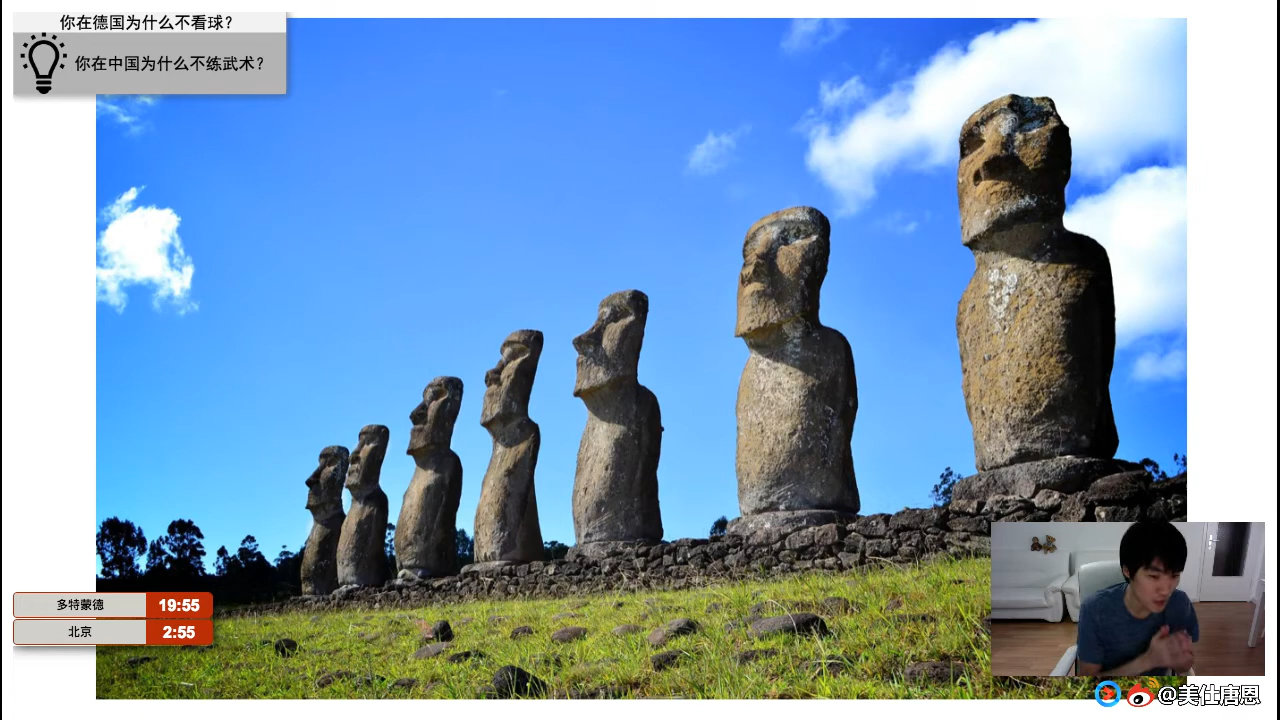 你在德国为什么不看球？
你在中国为什么不练武术？
多特蒙德 19:55
北京 2:55
@美仕唐恩